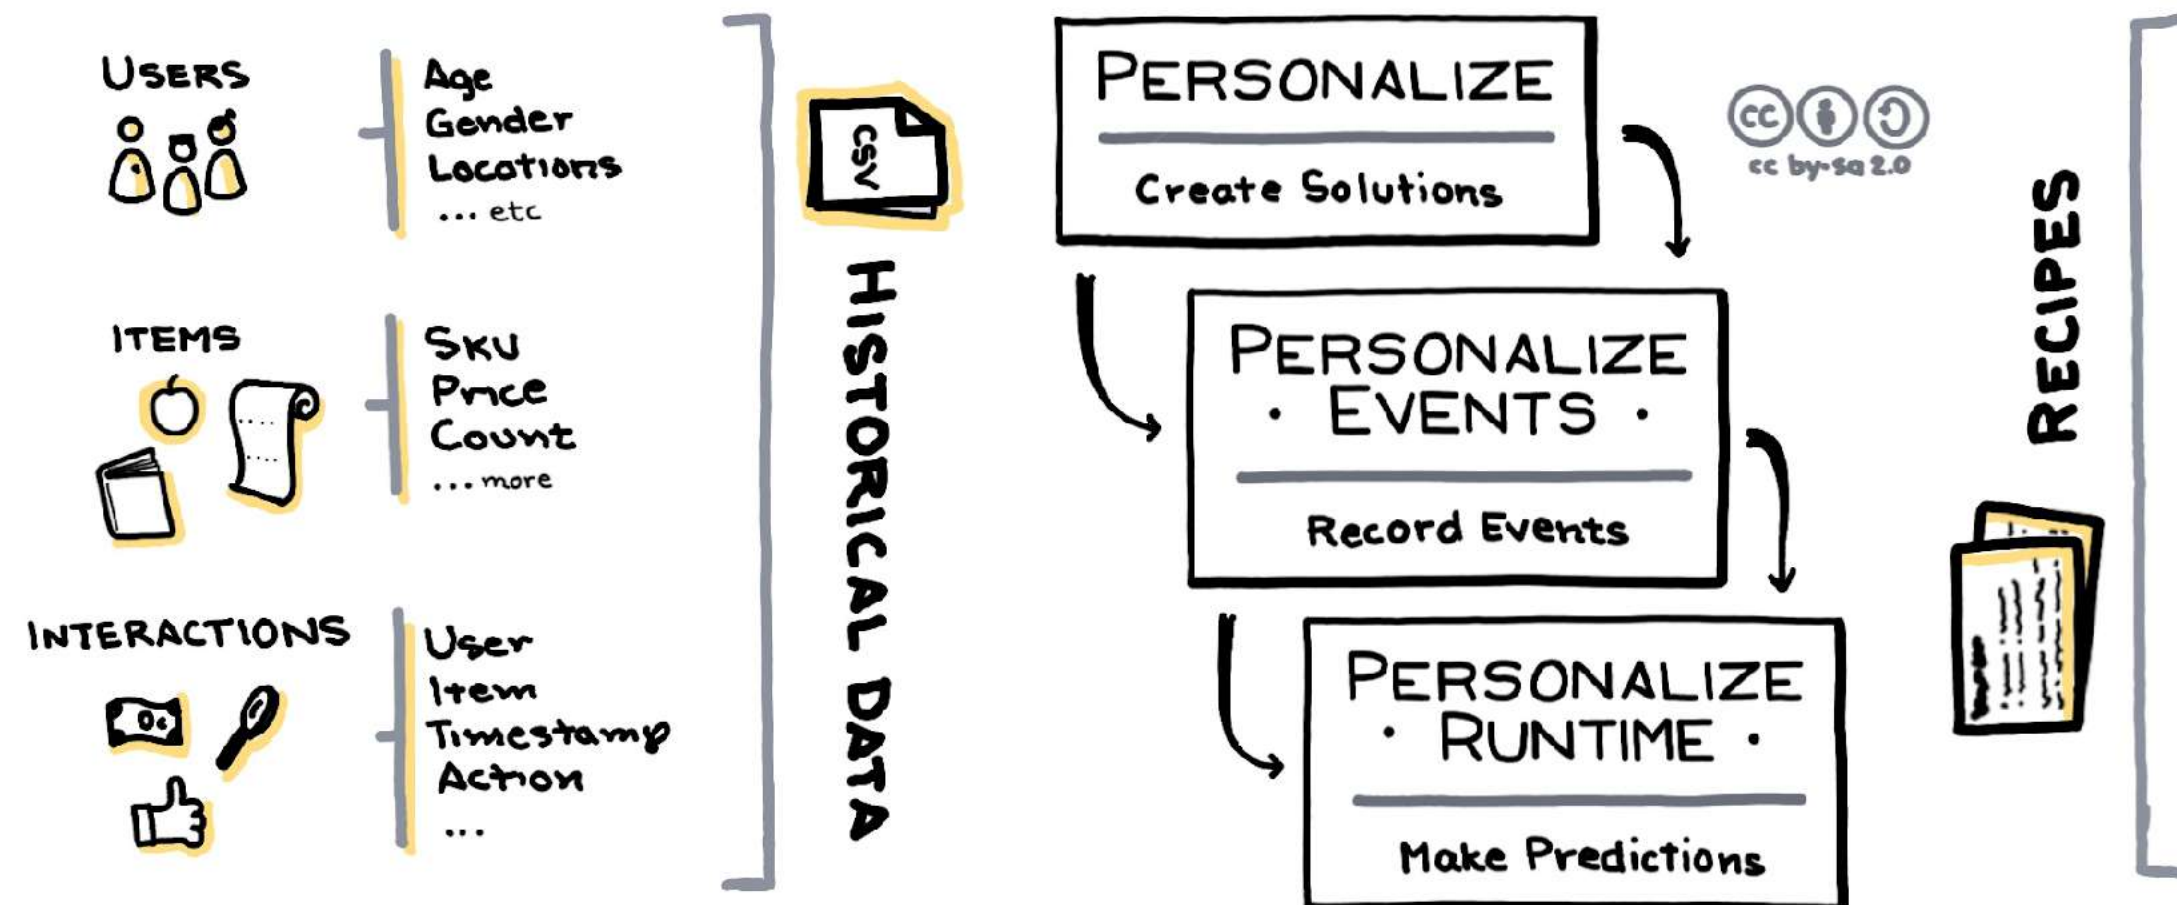 USERS
Age
Gender
Locations
... etc
ITEMS
SKU
Price
Count
... more
INTERACTIONS
User
Item
Timestamp
Action
...
CSV
HISTORICAL DATA
PERSONALIZE
Create Solutions
PERSONALIZE
· EVENTS ·
Record Events
PERSONALIZE
· RUNTIME ·
Make Predictions
cc
cc by-sa 2.0
RECIPES